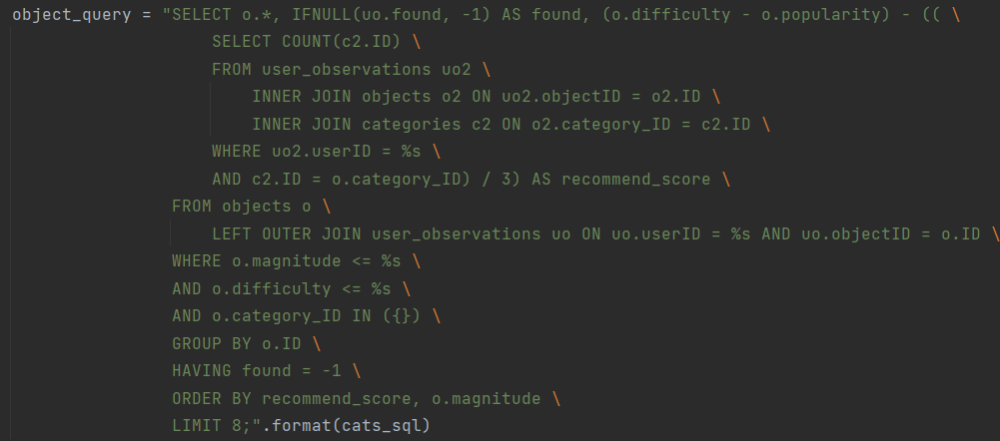 object_query = "SELECT o.*, IFNULL(uo.found, -1) AS found, (o.difficulty - o.popularity) - (( \
SELECT COUNT(c2.ID) \
FROM user_observations uo2 \
INNER JOIN objects o2 ON uo2.objectID = o2.ID \
INNER JOIN categories c2 ON o2.category_ID = c2.ID \
WHERE uo2.userID = %s \
AND c2.ID = o.category_ID) / 3) AS recommend_score \
FROM objects o \
LEFT OUTER JOIN user_observations uo ON uo.userID = %s AND uo.objectID = o.ID \
WHERE o.magnitude <= %s \
AND o.difficulty <= %s \
AND o.category_ID IN ({}) \
GROUP BY o.ID \
HAVING found = -1 \
ORDER BY recommend_score, o.magnitude \
LIMIT 8;".format(cats_sql)